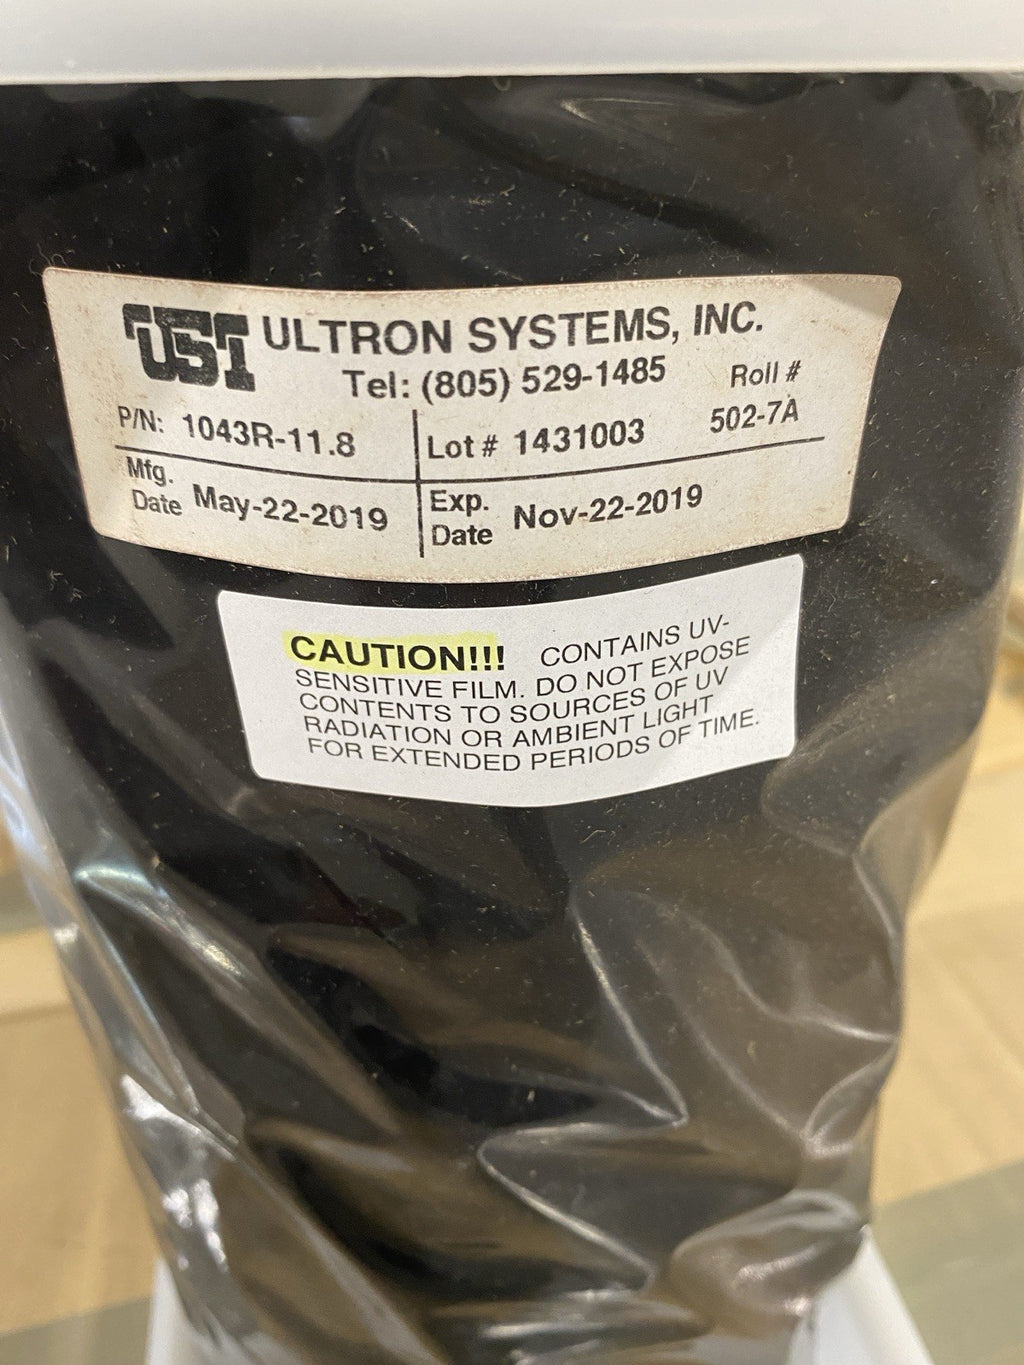 USI ULTRON SYSTEMS, INC.
Tel: (805) 529-1485 Roll #
P/N: 1043R-11.8 Lot # 1431003 502-7A
Mfg. Date May-22-2019 Exp. Date Nov-22-2019
CAUTION!!! CONTAINS UV-
SENSITIVE FILM. DO NOT EXPOSE
CONTENTS TO SOURCES OF UV
RADIATION OR AMBIENT LIGHT
FOR EXTENDED PERIODS OF TIME.